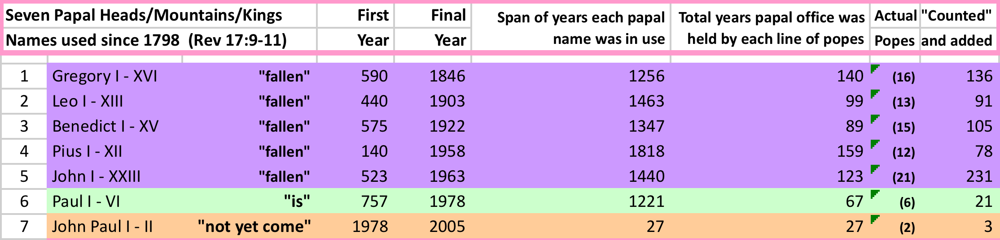 Seven Papal Heads/Mountains/Kings First Final Span of years each papal Total years papal office was Actual "Counted"
Names used since 1798 (Rev 17:9-11) Year Year name was in use held by each line of popes Popes and added
1 Gregory I - XVI "fallen" 590 1846 1256 140 (16) 136
2 Leo I - XIII "fallen" 440 1903 1463 99 (13) 91
3 Benedict I - XV "fallen" 575 1922 1347 89 (15) 105
4 Pius I - XII "fallen" 140 1958 1818 159 (12) 78
5 John I - XXIII "fallen" 523 1963 1440 123 (21) 231
6 Paul I - VI "is" 757 1978 1221 67 (6) 21
7 John Paul I - II "not yet come" 1978 2005 27 27 (2) 3